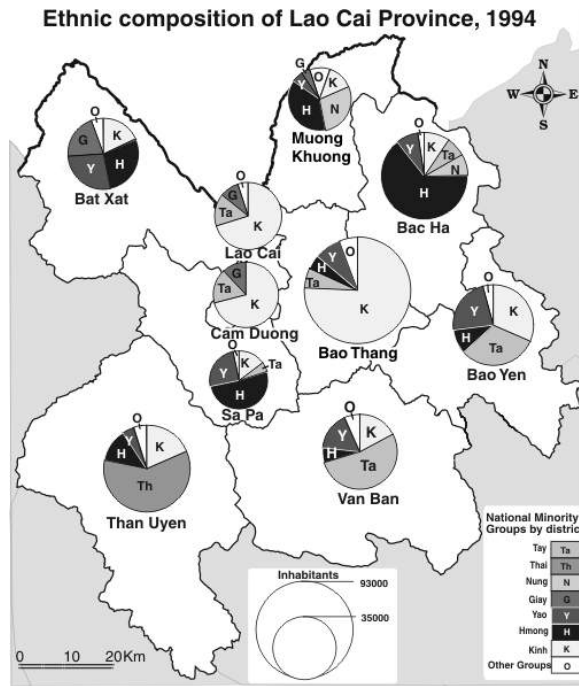 Ethnic composition of Lao Cai Province, 1994
N
W E
S
G O K
Y N
H
Muong
Khuong
O
G K
Y H
Bat Xat
O
Y K
Ta
N
H
Bac Ha
O
G
Ta K
Lao Cai
G
Ta K
Cam Duong
O
Y
H
Ta
K
Bao Thang
O
Y K
H Ta
Bao Yen
O
K Ta
Y
H
Sa Pa
O
Y K
H
Th
Than Uyen
O
Y K
H
Ta
Van Ban
National Minority
Groups by district
Tay Ta
Thai Th
Nung N
Giay G
Yao Y
Hmong H
Kinh K
Other Groups O
Inhabitants
93000
35000
0 10 20Km